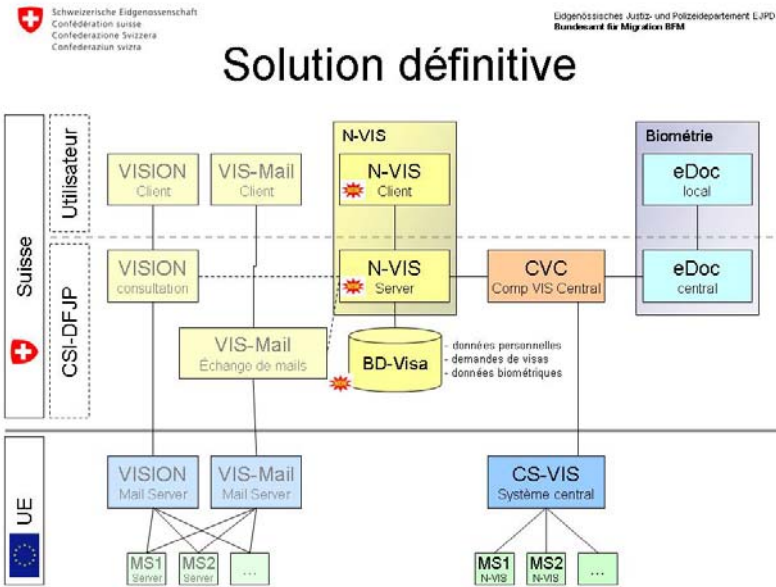 Schweizerische Eidgenossenschaft
Confédération suisse
Confederazione Svizzera
Confederaziun svizra
Eidgenössisches Justiz- und Polizeidepartement EJPD
Bundesamt für Migration BFM
Solution définitive
Suisse
Utilisateur
CSI-DFJP
UE
VISION
Client
VIS-Mail
Client
N-VIS
N-VIS
Client
Biométrie
eDoc
local
VISION
consultation
N-VIS
Server
CVC
Comp VIS Central
eDoc
central
VIS-Mail
Échange de mails
BD-Visa
- données personnelles
- demandes de visas
- données biométriques
VISION
Mail Server
VIS-Mail
Mail Server
CS-VIS
Système central
MS1
Server
MS2
Server
...
MS1
N-VIS
MS2
N-VIS
...